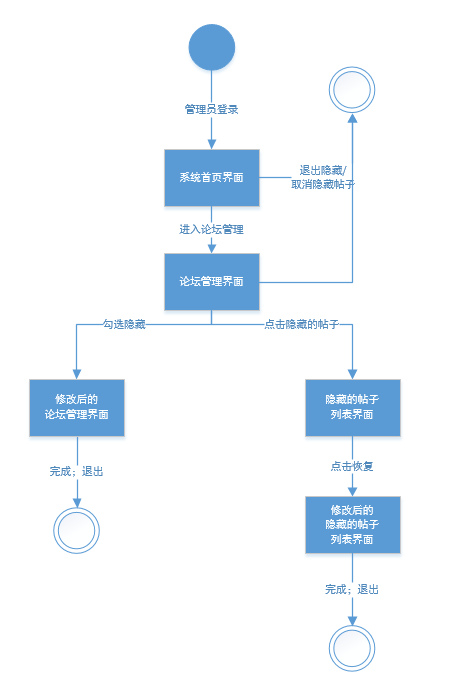 管理员登录
系统首页界面
退出隐藏/
取消隐藏帖子
进入论坛管理
论坛管理界面
勾选隐藏
点击隐藏的帖子
修改后的
论坛管理界面
隐藏的帖子
列表界面
完成；退出
点击恢复
修改后的
隐藏的帖子
列表界面
完成；退出